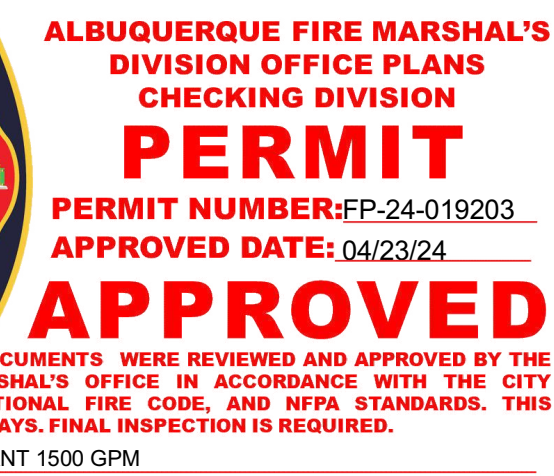 ALBUQUERQUE FIRE MARSHAL'S
DIVISION OFFICE PLANS
CHECKING DIVISION
PERMIT
PERMIT NUMBER:FP-24-019203
APPROVED DATE: 04/23/24
APPROVED
WERE REVIEWED AND APPROVED BY THE
OFFICE IN ACCORDANCE WITH THE CITY
FIRE CODE, AND NFPA STANDARDS. THIS
FINAL INSPECTION IS REQUIRED.
1500 GPM